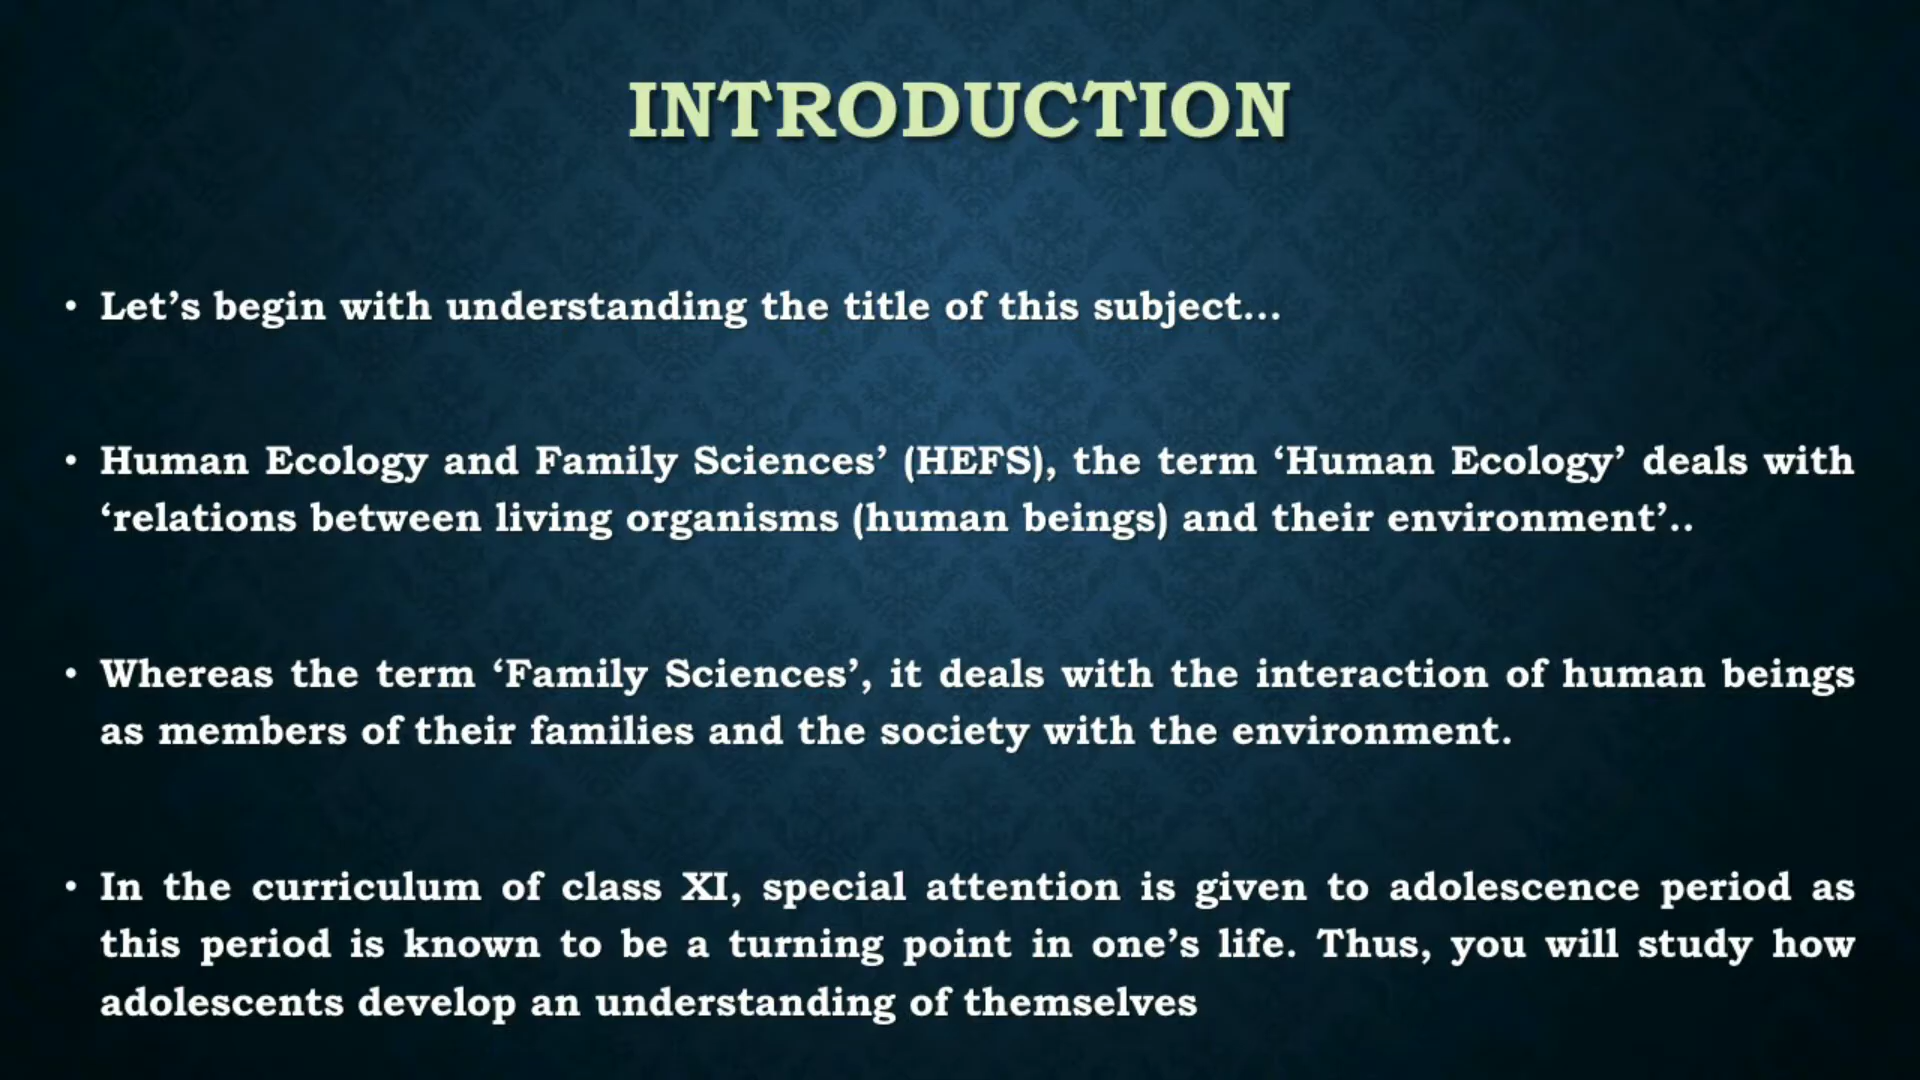 INTRODUCTION
• Let’s begin with understanding the title of this subject…
• Human Ecology and Family Sciences’ (HEFS), the term ‘Human Ecology’ deals with
‘relations between living organisms (human beings) and their environment’..
• Whereas the term ‘Family Sciences’, it deals with the interaction of human beings
as members of their families and the society with the environment.
• In the curriculum of class XI, special attention is given to adolescence period as
this period is known to be a turning point in one’s life. Thus, you will study how
adolescents develop an understanding of themselves